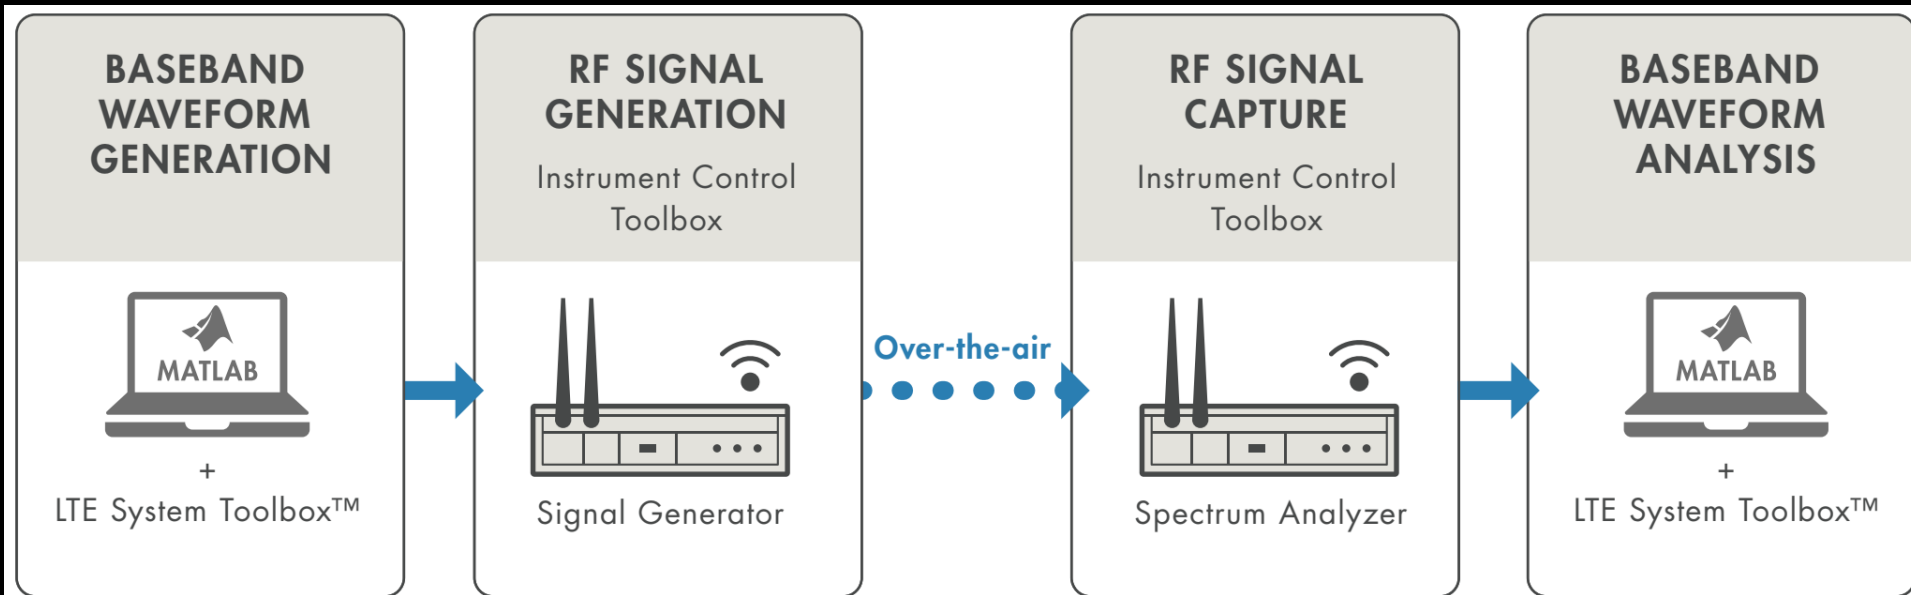 BASEBAND
WAVEFORM
GENERATION
MATLAB
+
LTE System Toolbox™
RF SIGNAL
GENERATION
Instrument Control
Toolbox
Signal Generator
Over-the-air
RF SIGNAL
CAPTURE
Instrument Control
Toolbox
Spectrum Analyzer
BASEBAND
WAVEFORM
ANALYSIS
MATLAB
+
LTE System Toolbox™